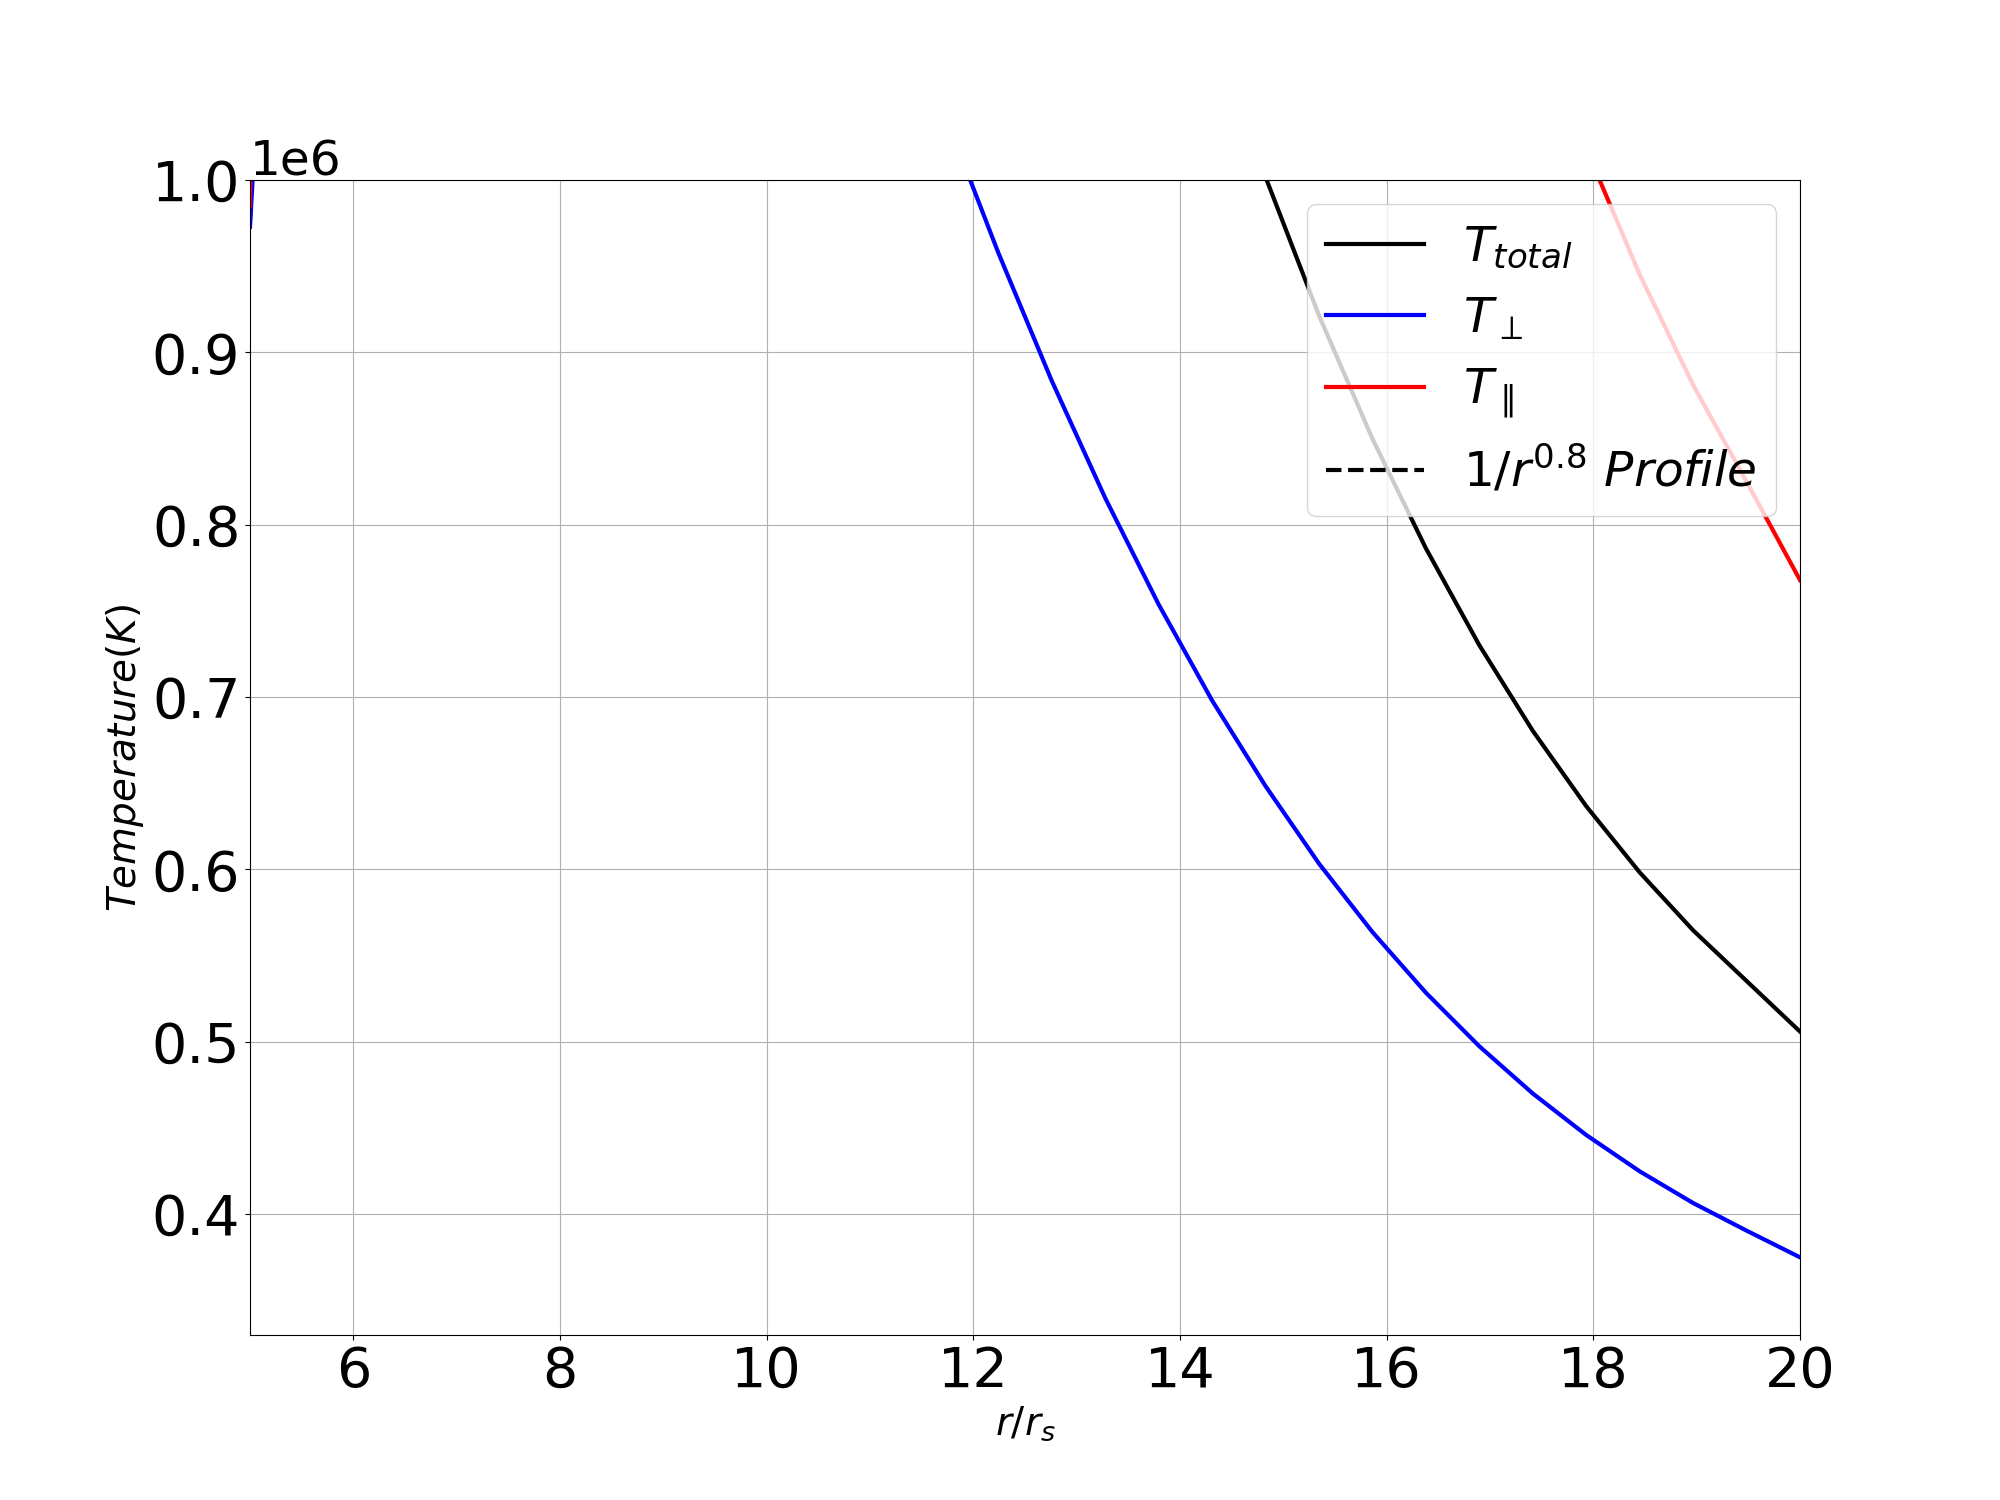 1e6
1.0
0.9
0.8
0.7
0.6
0.5
0.4
Temperature(K)
T_total
T_⊥
T_∥
1/r^0.8 Profile
6 8 10 12 14 16 18 20
r/r_s